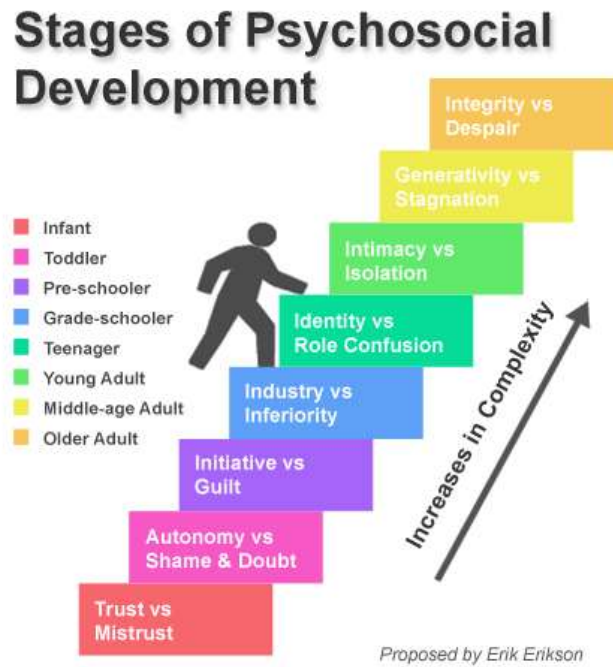 Stages of Psychosocial
Development
Integrity vs
Despair
Generativity vs
Stagnation
Intimacy vs
Isolation
Identity vs
Role Confusion
Industry vs
Inferiority
Initiative vs
Guilt
Autonomy vs
Shame & Doubt
Trust vs
Mistrust
Infant
Toddler
Pre-schooler
Grade-schooler
Teenager
Young Adult
Middle-age Adult
Older Adult
Increases in Complexity
Proposed by Erik Erikson